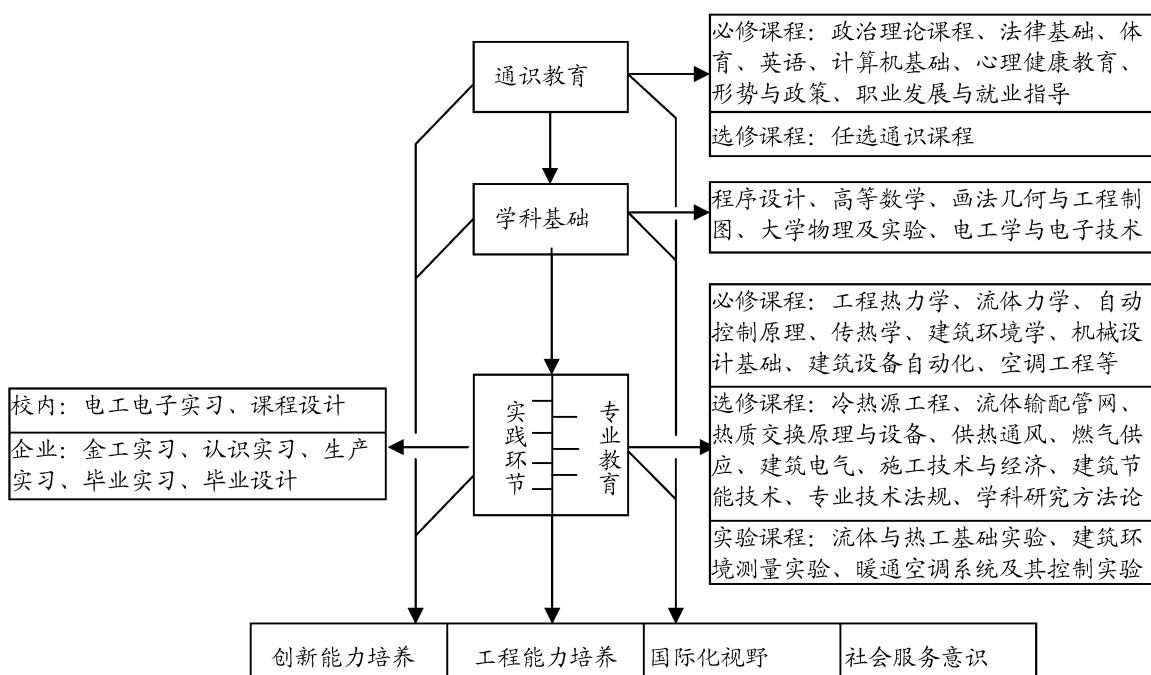 通识教育
必修课程：政治理论课程、法律基础、体
育、英语、计算机基础、心理健康教育、
形势与政策、职业发展与就业指导
选修课程：任选通识课程
学科基础
程序设计、高等数学、画法几何与工程制
图、大学物理及实验、电工学与电子技术
必修课程：工程热力学、流体力学、自动
控制原理、传热学、建筑环境学、机械设
计基础、建筑设备自动化、空调工程等
校内：电工电子实习、课程设计
企业：金工实习、认识实习、生产
实习、毕业实习、毕业设计
实践环节
专业教育
选修课程：冷热源工程、流体输配管网、
热质交换原理与设备、供热通风、燃气供
应、建筑电气、施工技术与经济、建筑节
能技术、专业技术法规、学科研究方法论
实验课程：流体与热工基础实验、建筑环
境测量实验、暖通空调系统及其控制实验
创新能力培养
工程能力培养
国际化视野
社会服务意识